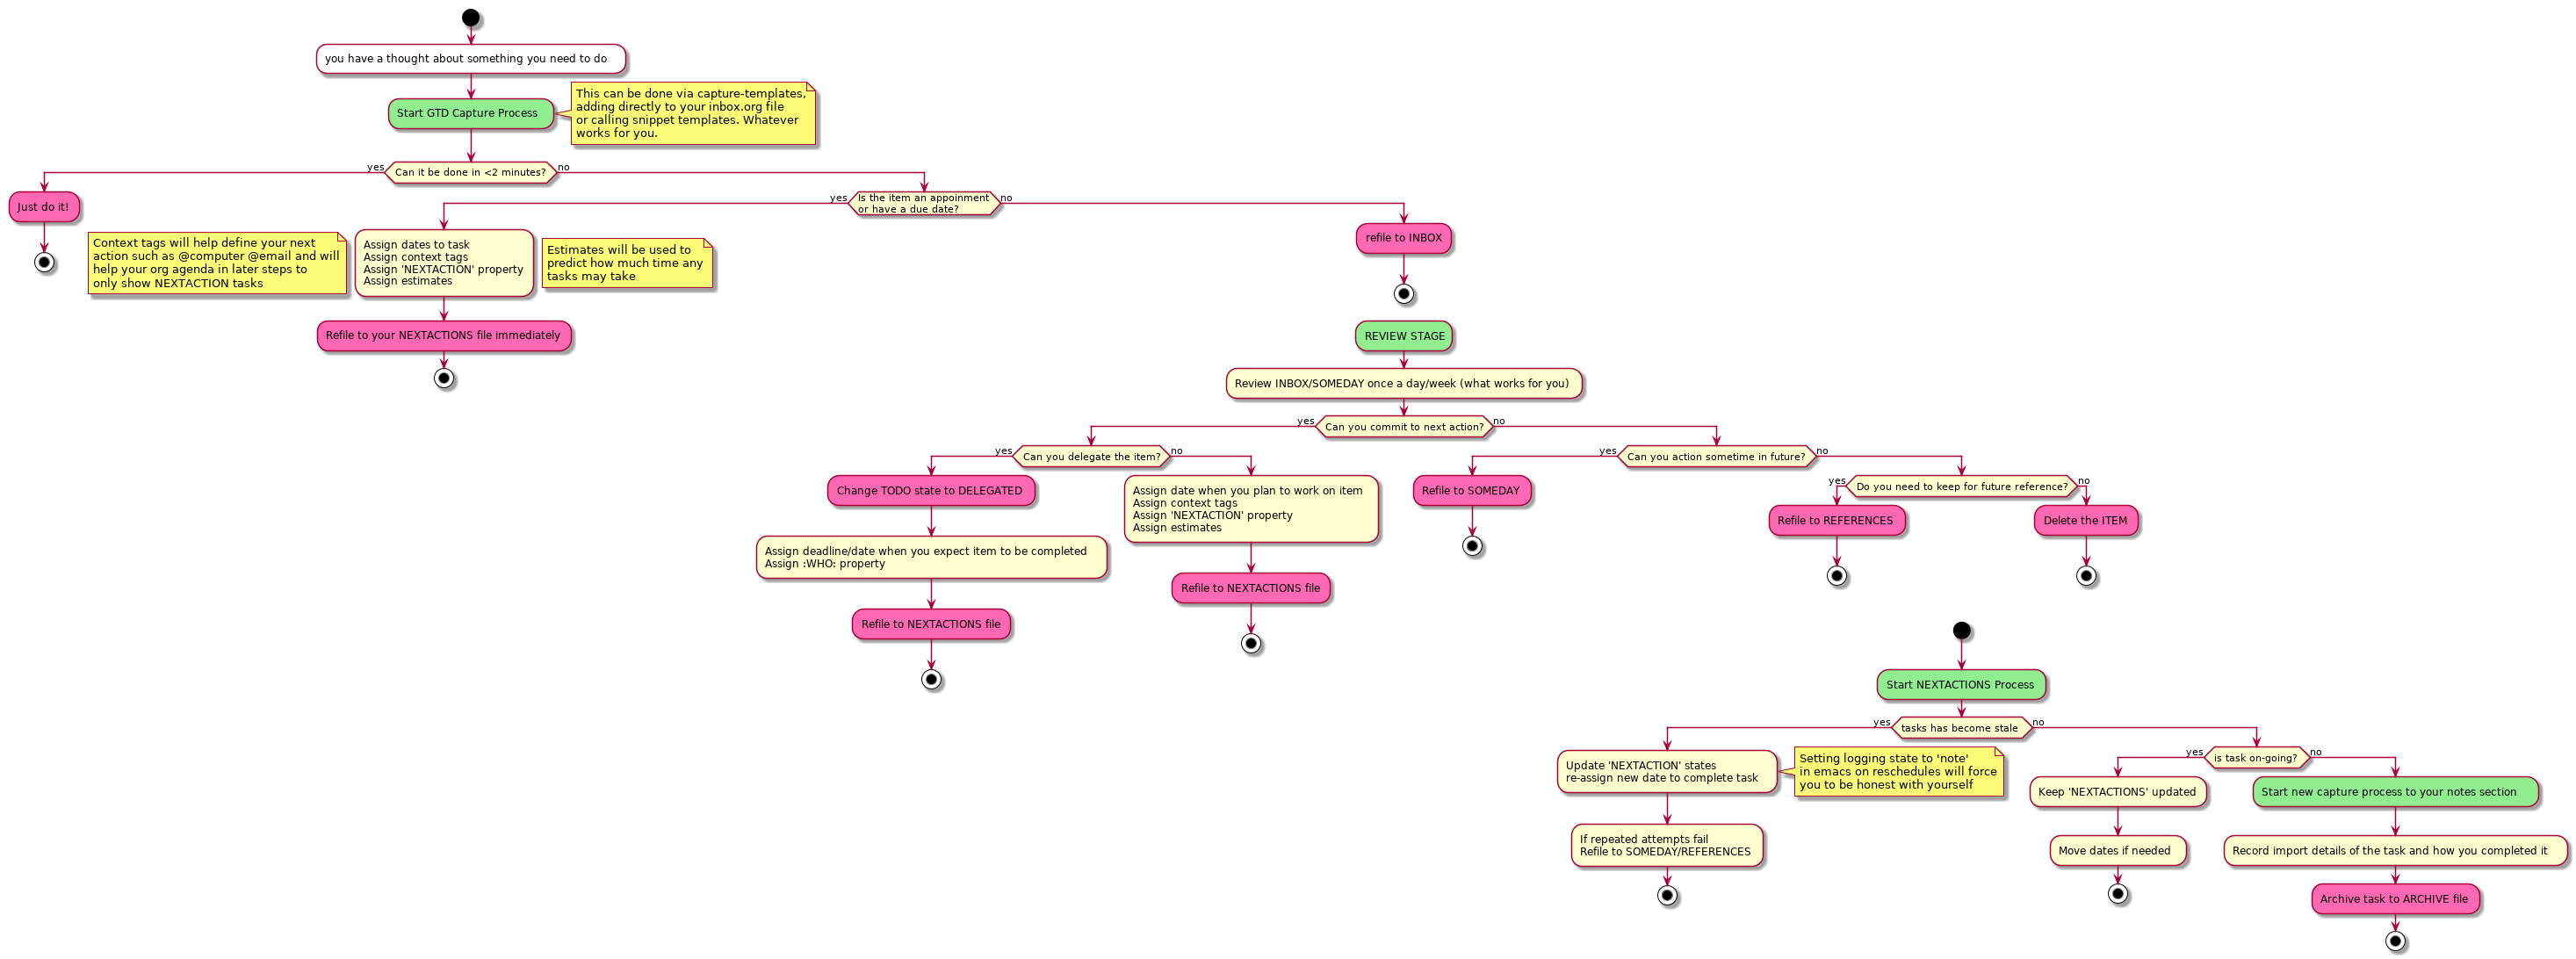 you have a thought about something you need to do
Start GTD Capture Process
This can be done via capture-templates,
adding directly to your inbox.org file
or calling snippet templates. Whatever
works for you.
yes
Can it be done in <2 minutes?
no
Just do it!
yes
Is the item an appoinment
or have a due date?
no
Context tags will help define your next
action such as @computer @email and will
help your org agenda in later steps to
only show NEXTACTION tasks
Assign dates to task
Assign context tags
Assign 'NEXTACTION' property
Assign estimates
Estimates will be used to
predict how much time any
tasks may take
Refile to your NEXTACTIONS file immediately
refile to INBOX
REVIEW STAGE
Review INBOX/SOMEDAY once a day/week (what works for you)
yes
Can you commit to next action?
no
yes
Can you delegate the item?
no
Change TODO state to DELEGATED
Assign deadline/date when you expect item to be completed
Assign :WHO: property
Refile to NEXTACTIONS file
Assign date when you plan to work on item
Assign context tags
Assign 'NEXTACTION' property
Assign estimates
Refile to NEXTACTIONS file
yes
Can you action sometime in future?
no
Refile to SOMEDAY
yes
Do you need to keep for future reference?
no
Refile to REFERENCES
Delete the ITEM
Start NEXTACTIONS Process
yes
tasks has become stale
no
Update 'NEXTACTION' states
re-assign new date to complete task
Setting logging state to 'note'
in emacs on reschedules will force
you to be honest with yourself
If repeated attempts fail
Refile to SOMEDAY/REFERENCES
yes
is task on-going?
no
Keep 'NEXTACTIONS' updated
Move dates if needed
Start new capture process to your notes section
Record import details of the task and how you completed it
Archive task to ARCHIVE file